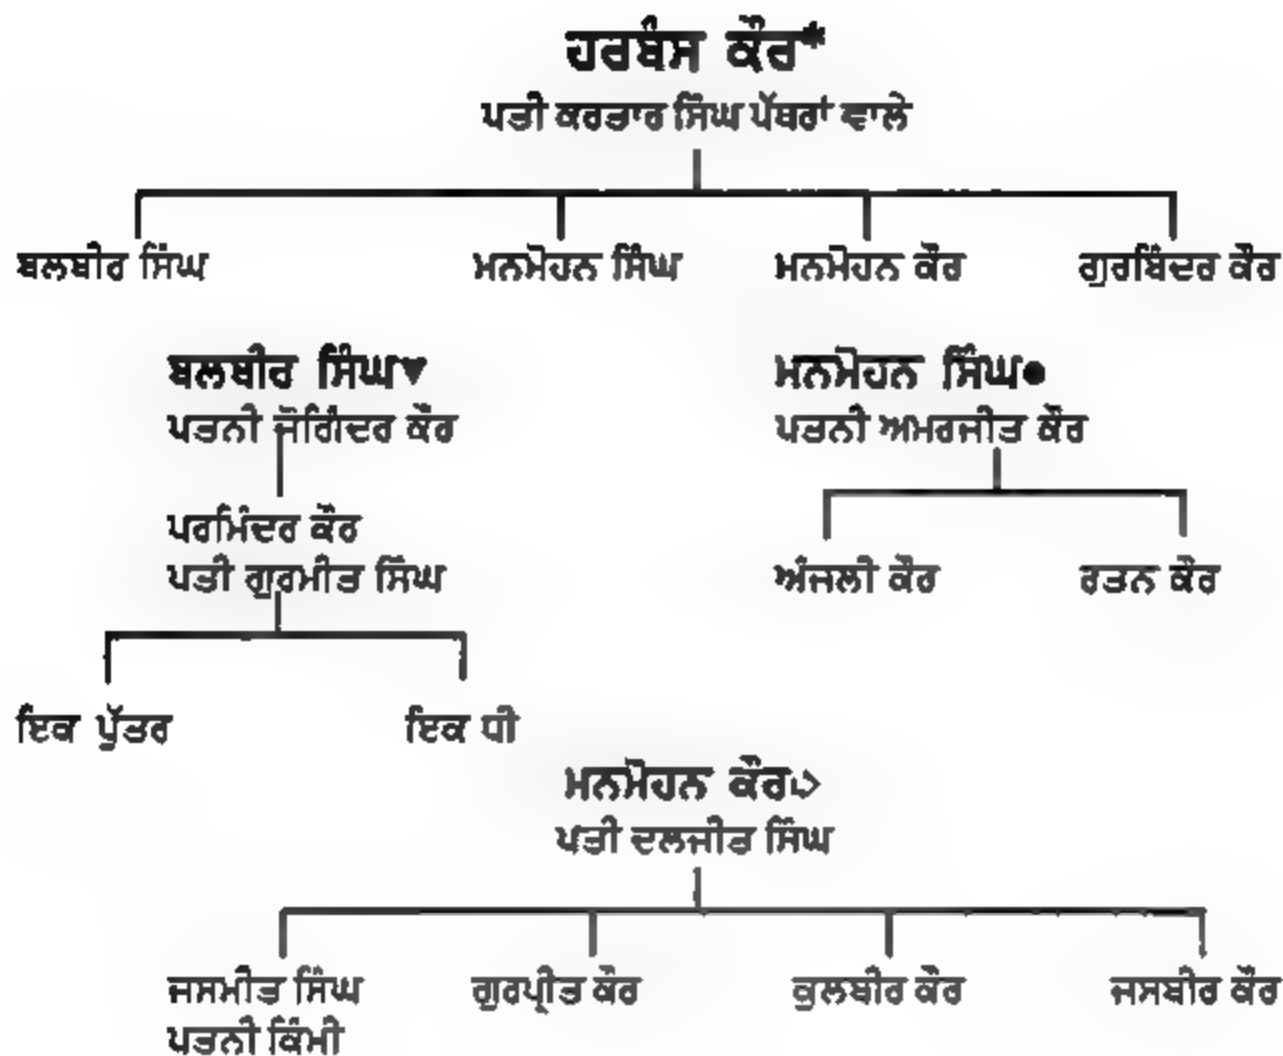 ਹਰਬੰਸ ਕੌਰ*
ਪਤੀ ਕਰਤਾਰ ਸਿੰਘ ਪੱਥਰਾਂ ਵਾਲੇ
ਬਲਬੀਰ ਸਿੰਘ ਮਨਮੋਹਨ ਸਿੰਘ ਮਨਮੋਹਨ ਕੌਰ ਗੁਰਬਿੰਦਰ ਕੌਰ
ਬਲਬੀਰ ਸਿੰਘ▼ ਮਨਮੋਹਨ ਸਿੰਘ●
ਪਤਨੀ ਜੋਗਿੰਦਰ ਕੌਰ ਪਤਨੀ ਅਮਰਜੀਤ ਕੌਰ
ਪਰਮਿੰਦਰ ਕੌਰ
ਪਤੀ ਗੁਰਮੀਤ ਸਿੰਘ ਅੰਜਲੀ ਕੌਰ ਰਤਨ ਕੌਰ
ਇਕ ਪੁੱਤਰ ਇਕ ਧੀ
ਮਨਮੋਹਨ ਕੌਰ
ਪਤੀ ਦਲਜੀਤ ਸਿੰਘ
ਜਸਮੀਤ ਸਿੰਘ ਗੁਰਪ੍ਰੀਤ ਕੌਰ ਕੁਲਬੀਰ ਕੌਰ ਜਸਬੀਰ ਕੌਰ
ਪਤਨੀ ਕਿੰਮੀ